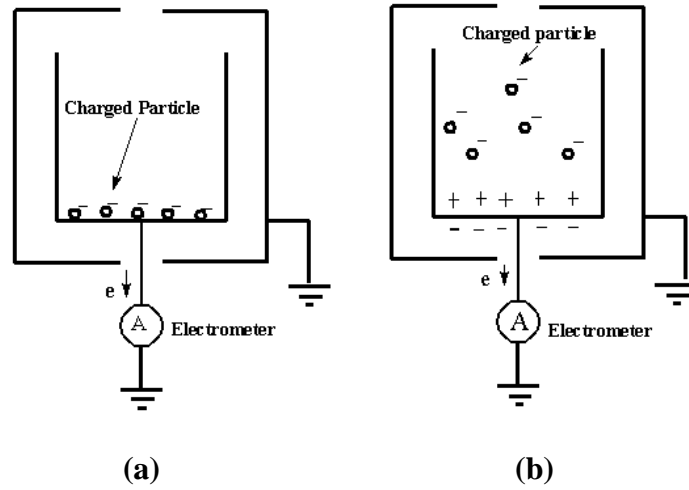 Charged Particle
e
A
Electrometer
(a)
Charged particle
+ + + + +
- - - - -
e
A
Electrometer
(b)